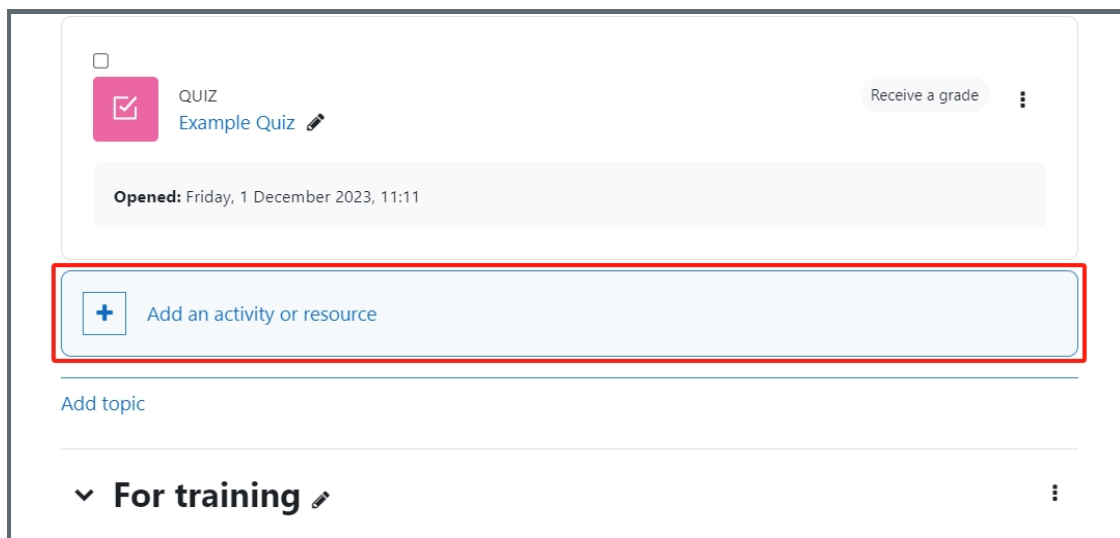 QUIZ
Receive a grade
Example Quiz
Opened: Friday, 1 December 2023, 11:11
Add an activity or resource
Add topic
For training